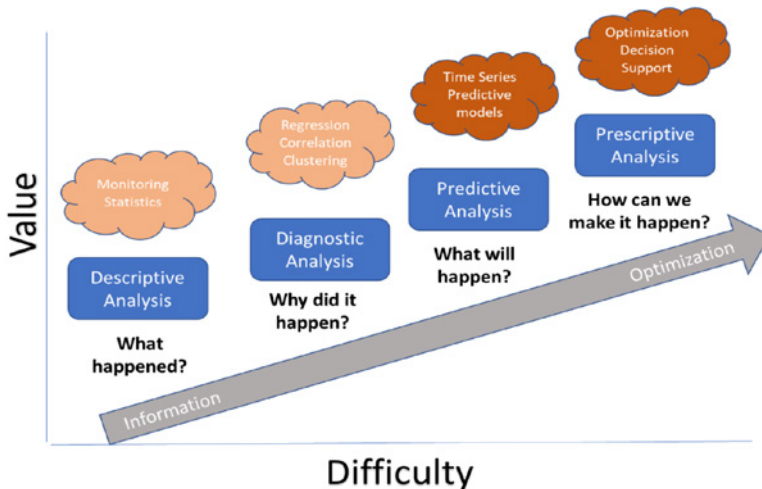 Optimization
Decision
Support
Time Series
Predictive
models
Regression
Correlation
Clustering
Monitoring
Statistics
Prescriptive
Analysis
Predictive
Analysis
Diagnostic
Analysis
Descriptive
Analysis
How can we
make it happen?
What will
happen?
Why did it
happen?
What
happened?
Optimization
Information
Value
Difficulty